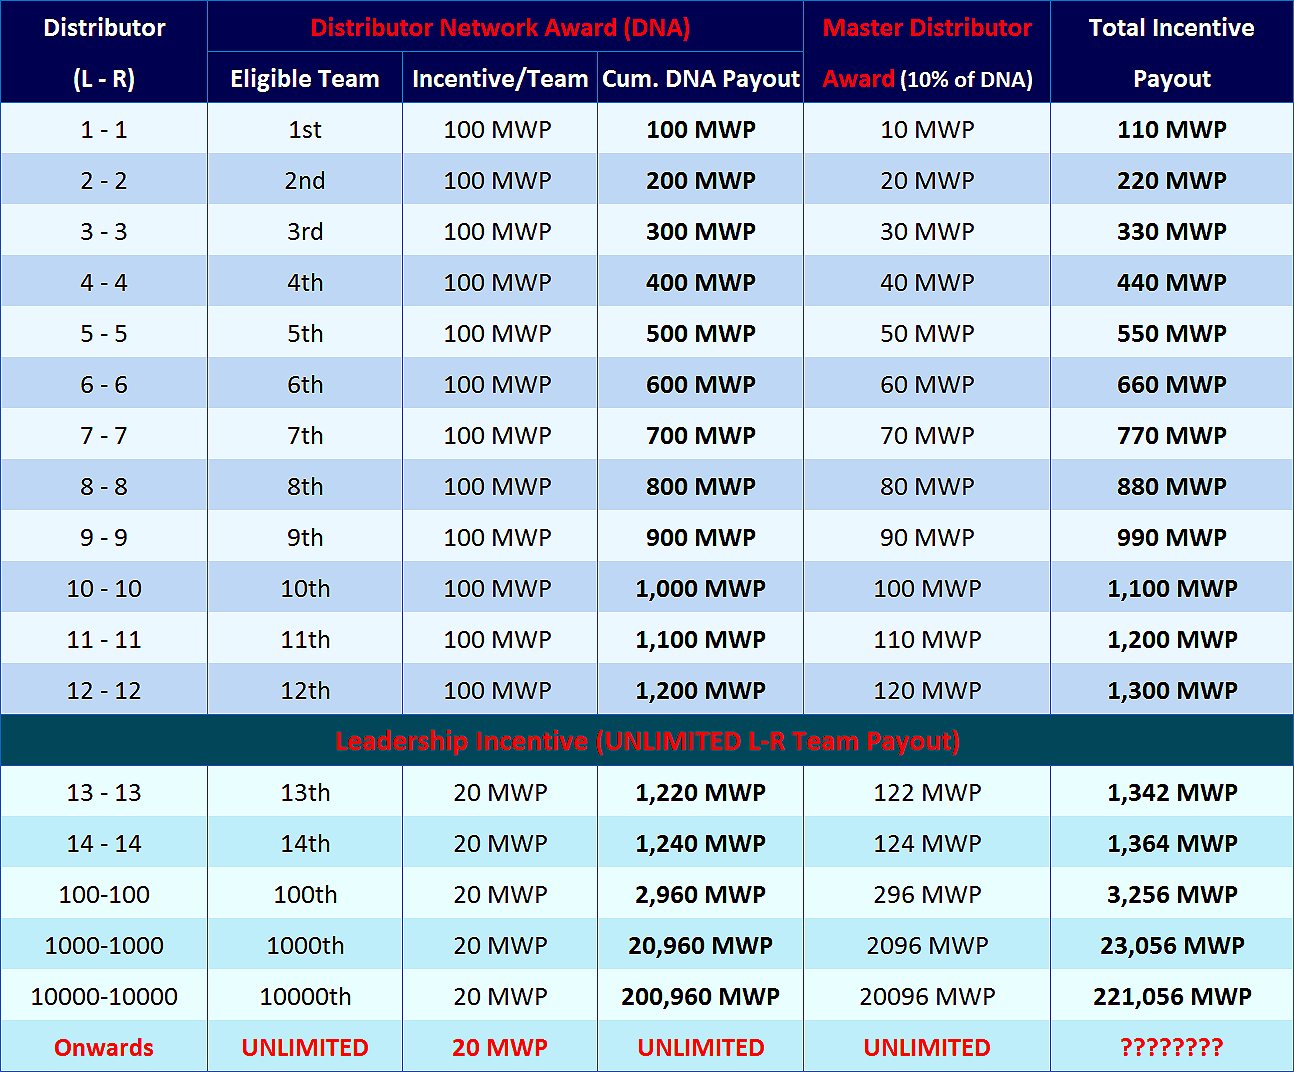 Distributor (L - R) Distributor Network Award (DNA) Master Distributor Award (10% of DNA) Total Incentive Payout
Eligible Team Incentive/Team Cum. DNA Payout
1 - 1 1st 100 MWP 100 MWP 10 MWP 110 MWP
2 - 2 2nd 100 MWP 200 MWP 20 MWP 220 MWP
3 - 3 3rd 100 MWP 300 MWP 30 MWP 330 MWP
4 - 4 4th 100 MWP 400 MWP 40 MWP 440 MWP
5 - 5 5th 100 MWP 500 MWP 50 MWP 550 MWP
6 - 6 6th 100 MWP 600 MWP 60 MWP 660 MWP
7 - 7 7th 100 MWP 700 MWP 70 MWP 770 MWP
8 - 8 8th 100 MWP 800 MWP 80 MWP 880 MWP
9 - 9 9th 100 MWP 900 MWP 90 MWP 990 MWP
10 - 10 10th 100 MWP 1,000 MWP 100 MWP 1,100 MWP
11 - 11 11th 100 MWP 1,100 MWP 110 MWP 1,200 MWP
12 - 12 12th 100 MWP 1,200 MWP 120 MWP 1,300 MWP
Leadership Incentive (UNLIMITED L-R Team Payout)
13 - 13 13th 20 MWP 1,220 MWP 122 MWP 1,342 MWP
14 - 14 14th 20 MWP 1,240 MWP 124 MWP 1,364 MWP
100-100 100th 20 MWP 2,960 MWP 296 MWP 3,256 MWP
1000-1000 1000th 20 MWP 20,960 MWP 2096 MWP 23,056 MWP
10000-10000 10000th 20 MWP 200,960 MWP 20096 MWP 221,056 MWP
Onwards UNLIMITED 20 MWP UNLIMITED UNLIMITED ????????